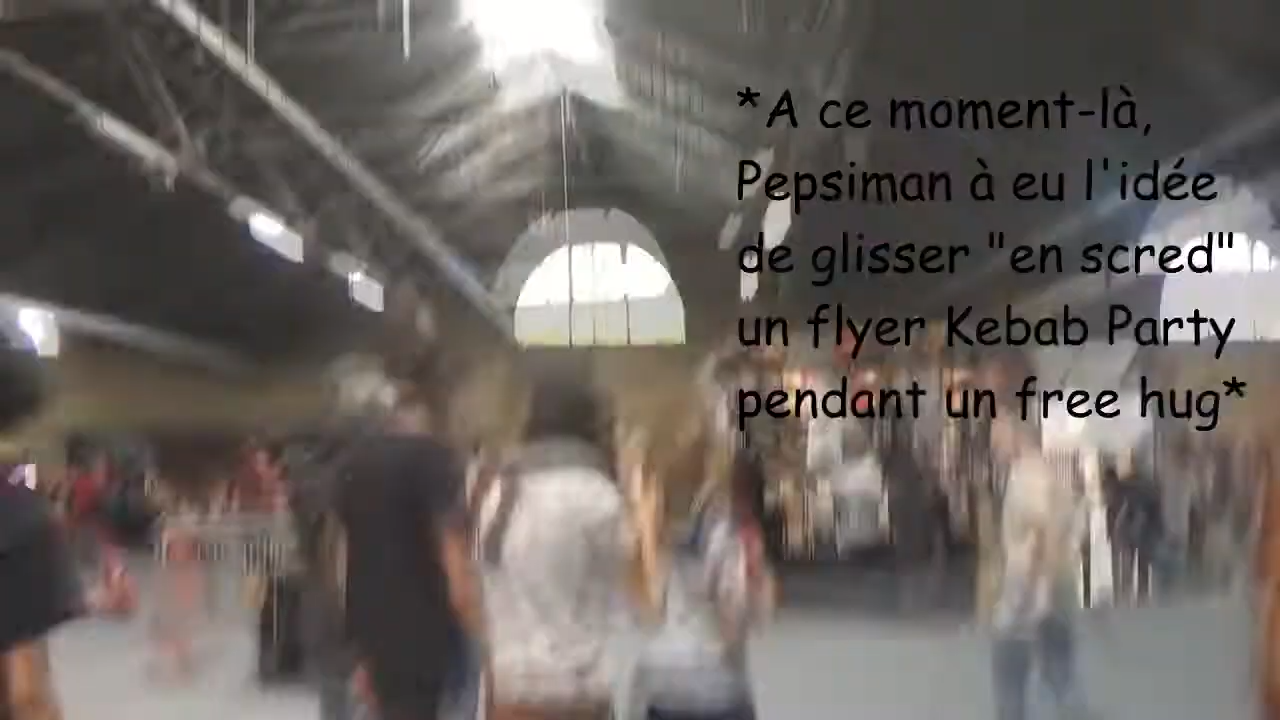 *A ce moment-là,
Pepsiman à eu l'idée
de glisser "en scred"
un flyer Kebab Party
pendant un free hug*